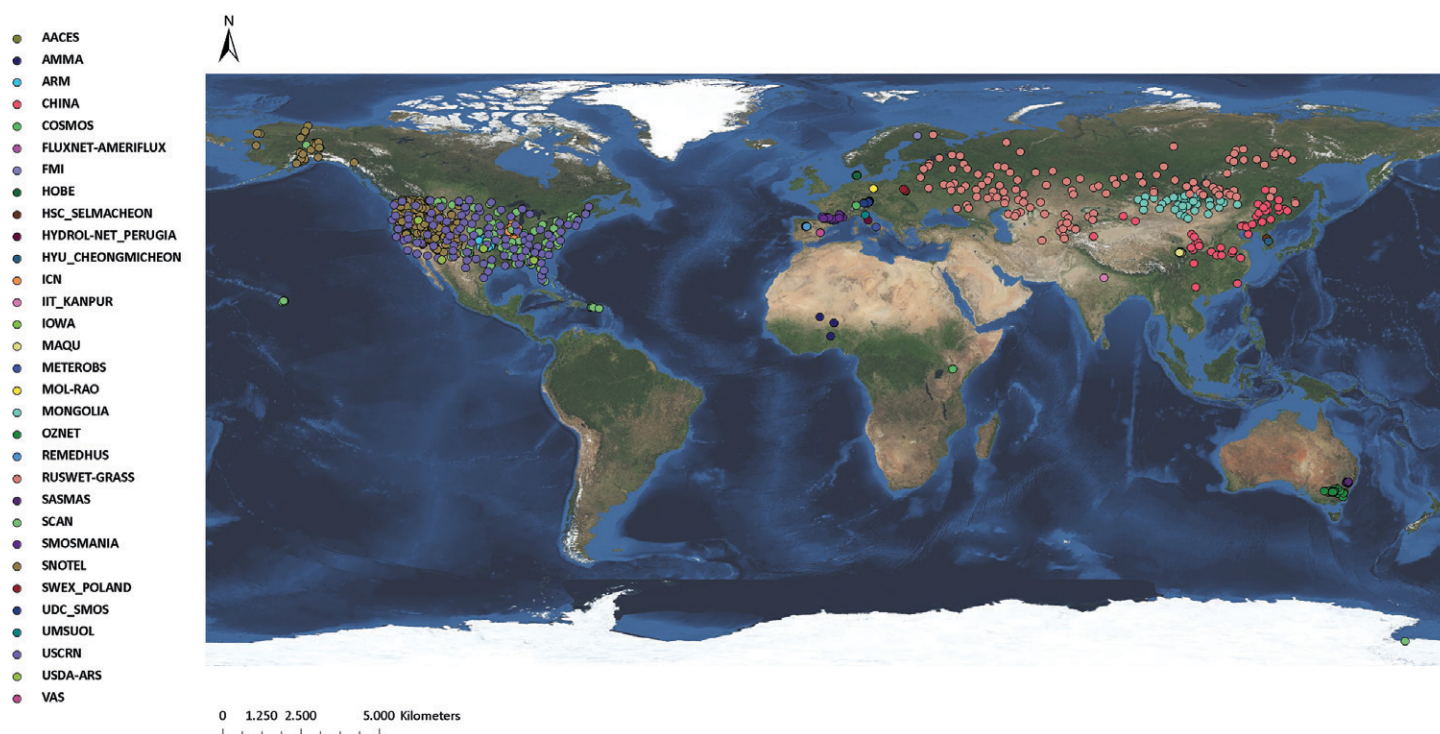 N
AACES
AMMA
ARM
CHINA
COSMOS
FLUXNET-AMERIFLUX
FMI
HOBE
HSC_SELMACHEON
HYDROL-NET_PERUGIA
HYU_CHEONGMICHEON
ICN
IIT_KANPUR
IOWA
MAQU
METEROBS
MOL-RAO
MONGOLIA
OZNET
REMEDHUS
RUSWET-GRASS
SASMAS
SCAN
SMOSMANIA
SNOTEL
SWEX_POLAND
UDC_SMOS
UMSUOL
USCRN
USDA-ARS
VAS
0 1.250 2.500 5.000 Kilometers